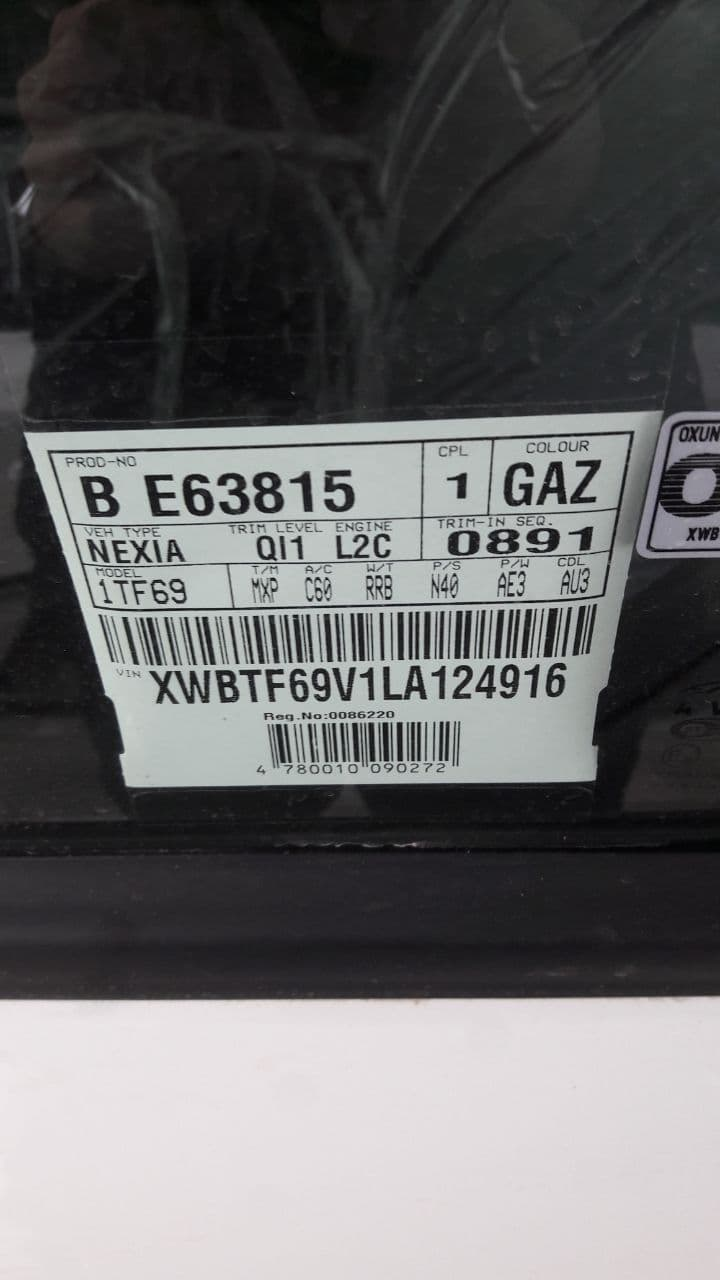 PROD-NO CPL COLOUR
B E63815 1 GAZ
VEH TYPE TRIM LEVEL ENGINE TRIM-IN SEQ.
NEXIA QI1 L2C 0891
MODEL T/M A/C W/T P/S P/W CDL
1TF69 MXP C60 RRB N40 AE3 AU3
VIN XWBTF69V1LA124916
Reg.No:0086220
4 780010 090272
OXUN
XWB